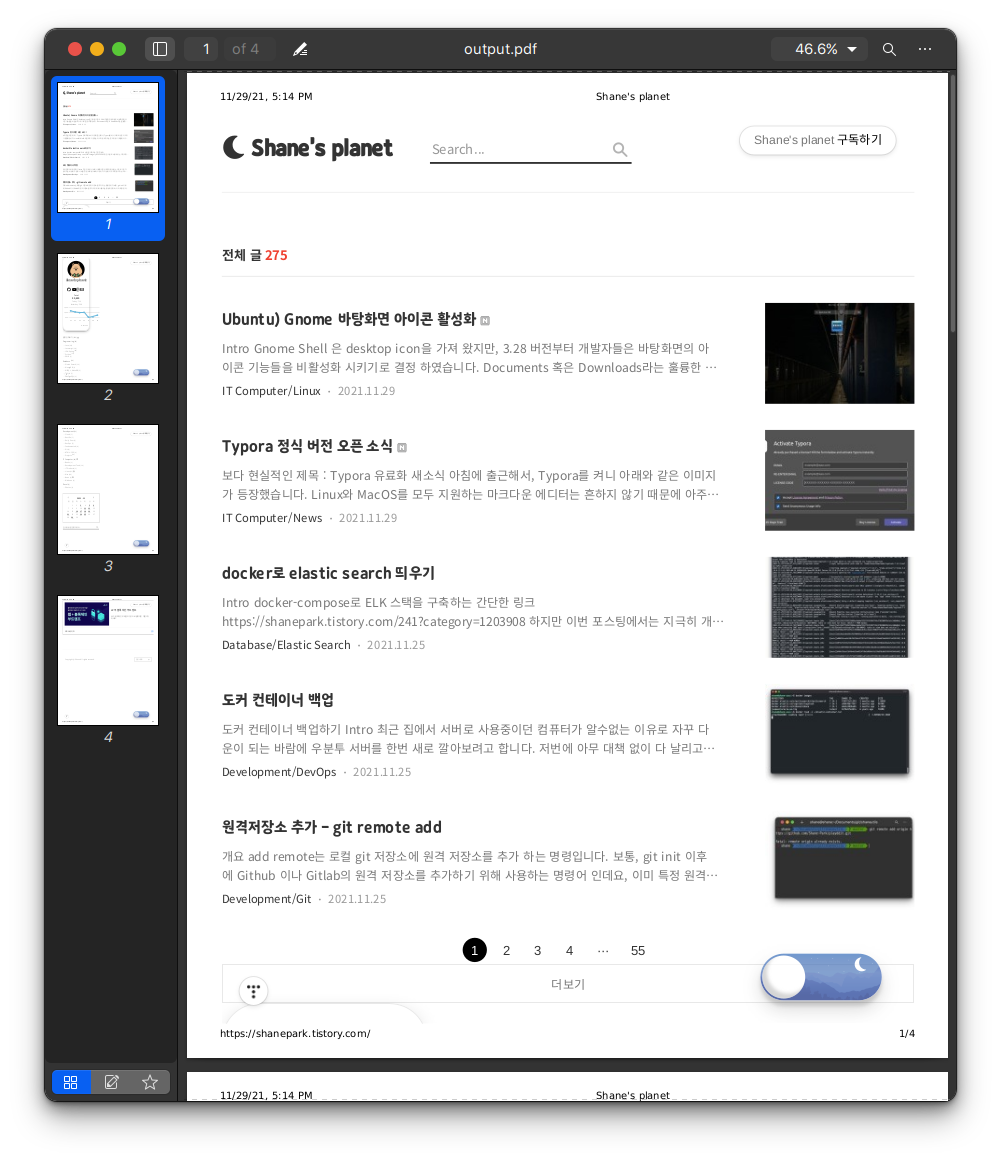 1 of 4 output.pdf 46.6%
11/29/21, 5:14 PM Shane's planet
Shane's planet Search... Shane's planet 구독하기
전체 글 275
Ubuntu) Gnome 바탕화면 아이콘 활성화 N
Intro Gnome Shell 은 desktop icon을 가져 왔지만, 3.28 버전부터 개발자들은 바탕화면의 아
이콘 기능들을 비활성화 시키기로 결정 하였습니다. Documents 혹은 Downloads라는 훌륭한 ···
IT Computer/Linux · 2021.11.29
Typora 정식 버전 오픈 소식 N
보다 현실적인 제목 : Typora 유료화 새소식 아침에 출근해서, Typora를 켜니 아래와 같은 이미지
가 등장했습니다. Linux와 MacOS를 모두 지원하는 마크다운 에디터는 흔하지 않기 때문에 아주···
IT Computer/News · 2021.11.29
Activate Typora
docker로 elastic search 띄우기
Intro docker-compose로 ELK 스택을 구축하는 간단한 링크
https://shanepark.tistory.com/241?category=1203908 하지만 이번 포스팅에서는 지극히 개···
Database/Elastic Search · 2021.11.25
도커 컨테이너 백업
도커 컨테이너 백업하기 Intro 최근 집에서 서버로 사용중이던 컴퓨터가 알수없는 이유로 자꾸 다
운이 되는 바람에 우분투 서버를 한번 새로 깔아보려고 합니다. 저번에 아무 대책 없이 다 날리고···
Development/DevOps · 2021.11.25
원격저장소 추가 - git remote add
개요 add remote는 로컬 git 저장소에 원격 저장소를 추가 하는 명령입니다. 보통, git init 이후
에 Github 이나 Gitlab의 원격 저장소를 추가하기 위해 사용하는 명령어 인데요, 이미 특정 원격···
Development/Git · 2021.11.25
1 2 3 4 ··· 55
더보기
https://shanepark.tistory.com/ 1/4
11/29/21, 5:14 PM Shane's planet
1
2
3
4